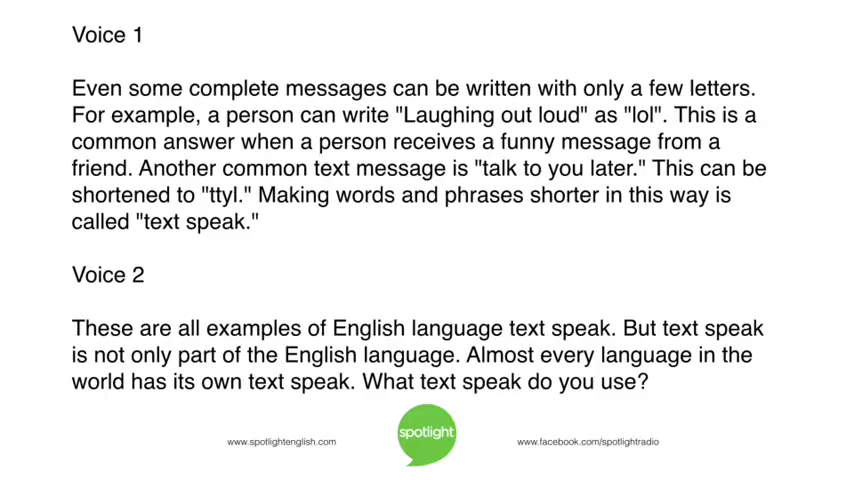 Voice 1
Even some complete messages can be written with only a few letters.
For example, a person can write "Laughing out loud" as "lol". This is a
common answer when a person receives a funny message from a
friend. Another common text message is "talk to you later." This can be
shortened to "ttyl." Making words and phrases shorter in this way is
called "text speak."
Voice 2
These are all examples of English language text speak. But text speak
is not only part of the English language. Almost every language in the
world has its own text speak. What text speak do you use?
www.spotlightenglish.com
spotlight
www.facebook.com/spotlightradio